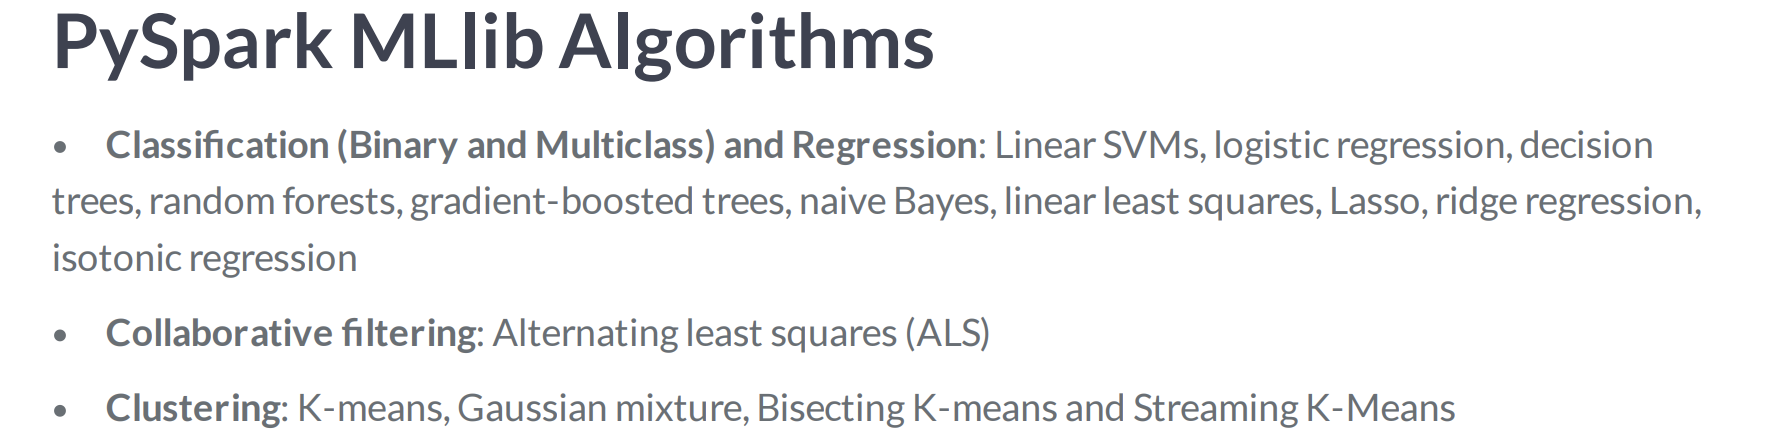 PySpark MLlib Algorithms
• Classification (Binary and Multiclass) and Regression: Linear SVMs, logistic regression, decision
trees, random forests, gradient-boosted trees, naive Bayes, linear least squares, Lasso, ridge regression,
isotonic regression
• Collaborative filtering: Alternating least squares (ALS)
• Clustering: K-means, Gaussian mixture, Bisecting K-means and Streaming K-Means